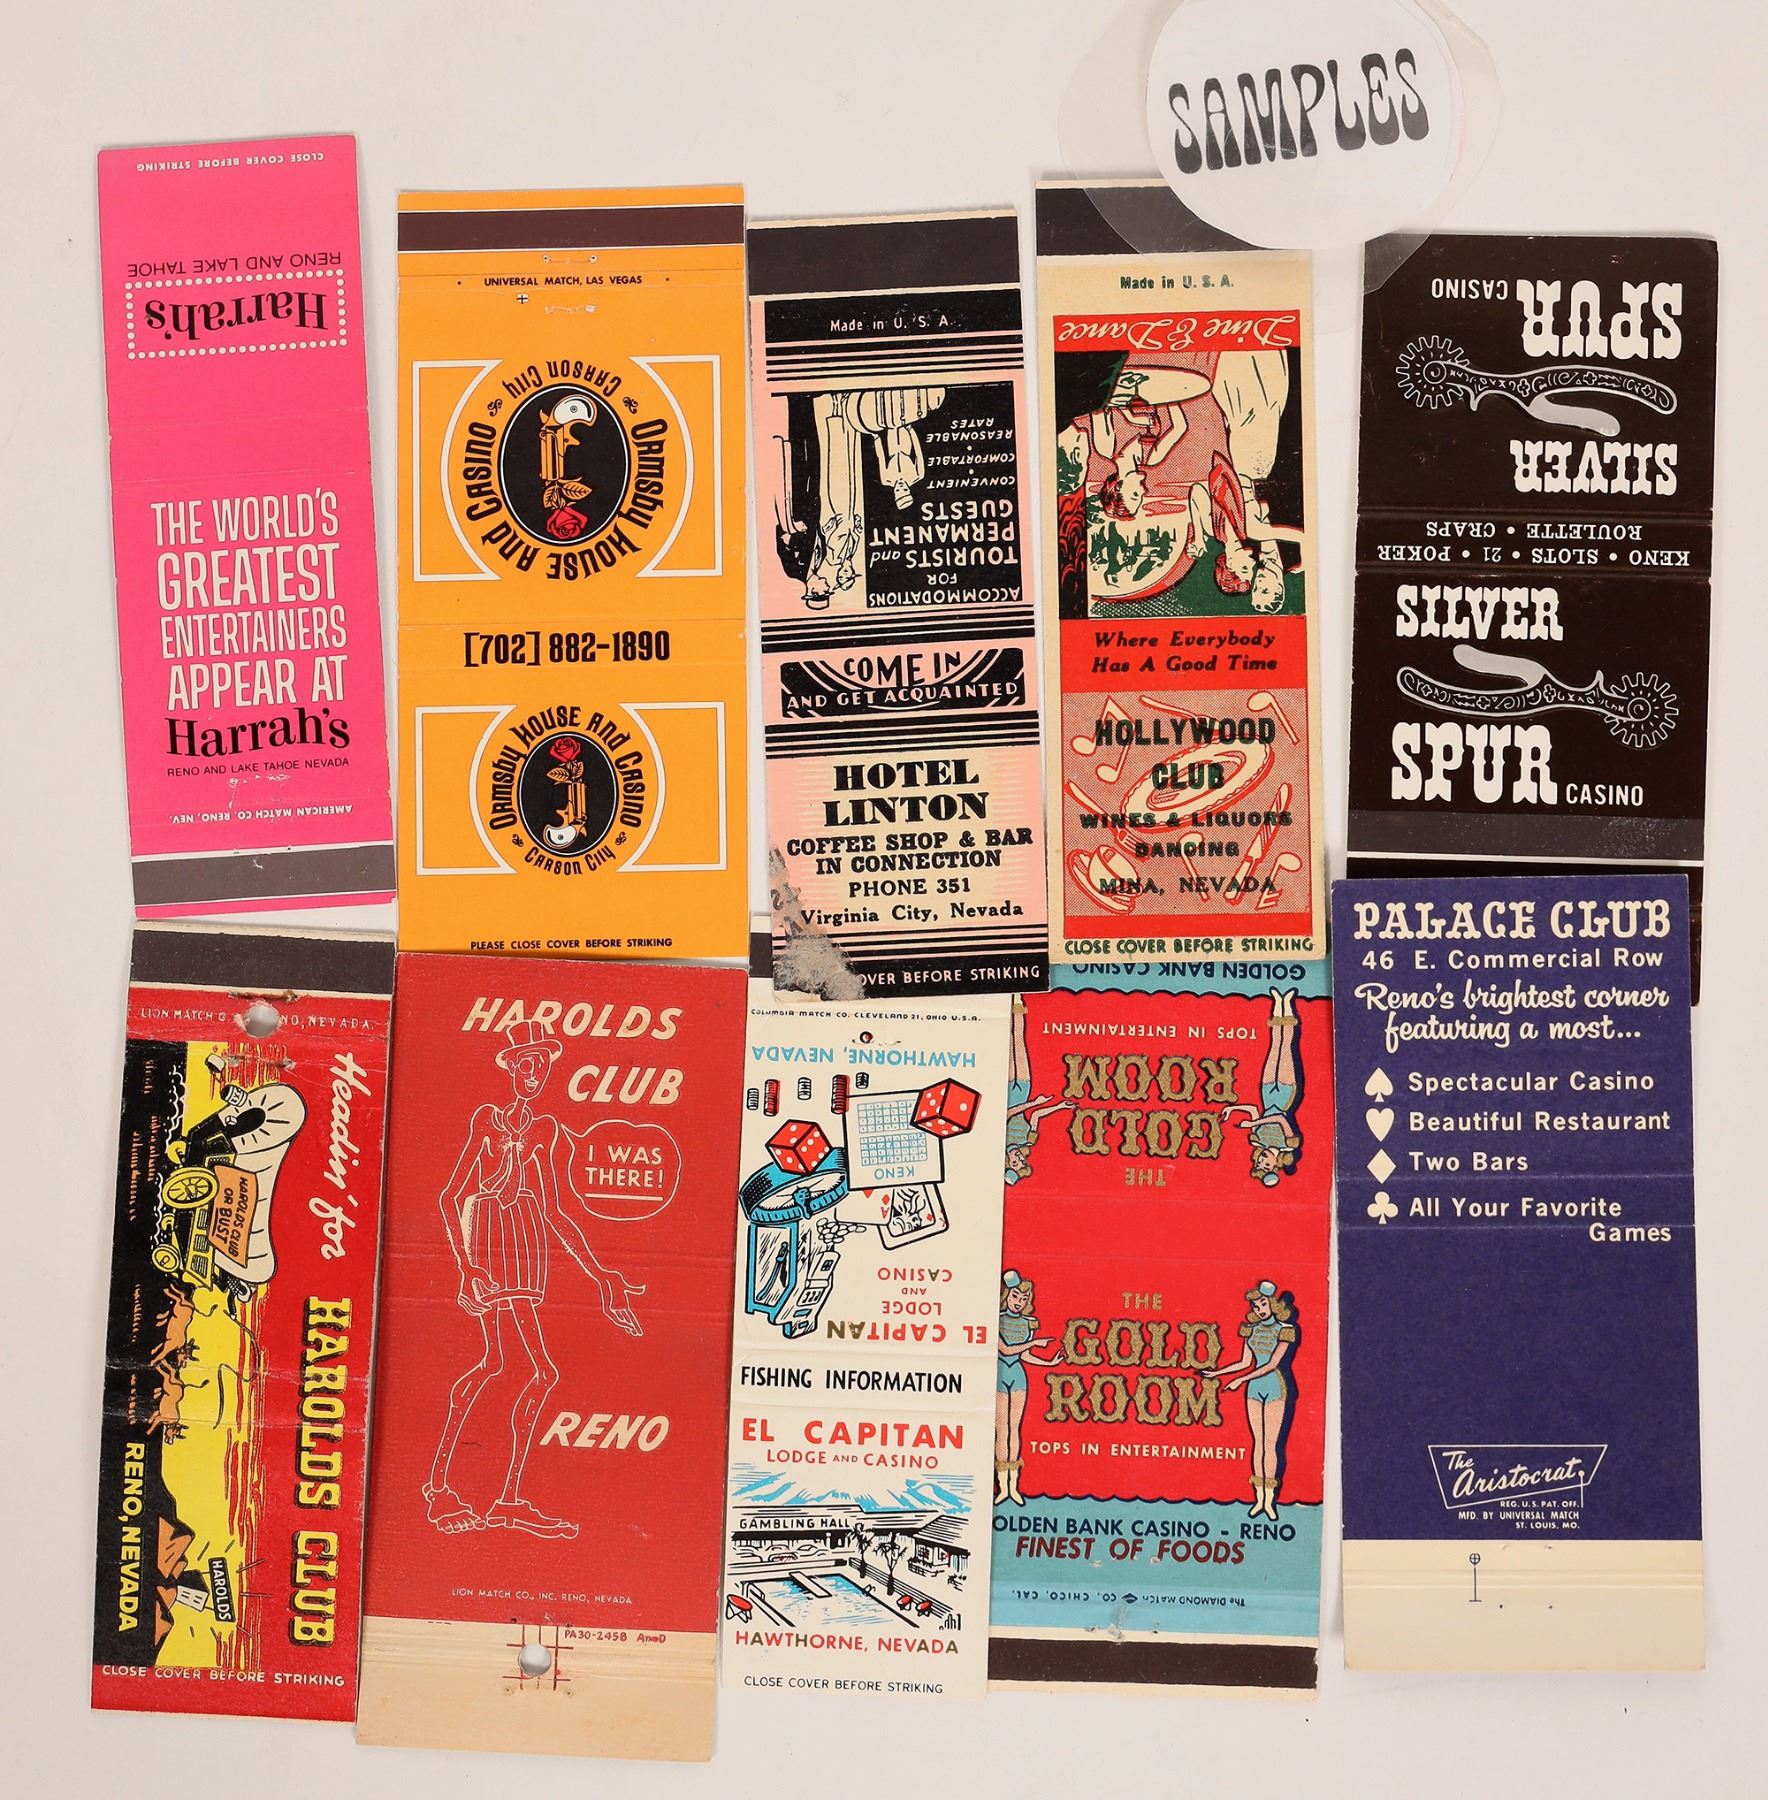 SAMPLES
CLOSE COVER BEFORE STRIKING
RENO AND LAKE TAHOE
Harrah's
THE WORLD'S
GREATEST
ENTERTAINERS
APPEAR AT
Harrah's
RENO AND LAKE TAHOE NEVADA
AMERICAN MATCH CO. RENO, NEV.
UNIVERSAL MATCH, LAS VEGAS
Ormsby House And Casino
Carson City
[702] 882-1890
Ormsby House And Casino
Carson City
PLEASE CLOSE COVER BEFORE STRIKING
Made in U. S. A.
ACCOMMODATIONS
FOR
TOURISTS and
PERMANENT
GUESTS
CONVENIENT
•
COMFORTABLE
•
REASONABLE
RATES
COME IN
AND GET ACQUAINTED
HOTEL
LINTON
COFFEE SHOP & BAR
IN CONNECTION
PHONE 351
Virginia City, Nevada
OVER BEFORE STRIKING
Made in U. S. A.
Dine & Dance
Where Everybody
Has A Good Time
HOLLYWOOD
CLUB
WINES & LIQUORS
DANCING
MINA, NEVADA
CLOSE COVER BEFORE STRIKING
SILVER
SPUR
CASINO
KENO • SLOTS • 21 • POKER
ROULETTE • CRAPS
SILVER
SPUR CASINO
LION MATCH C NO, NEVADA.
Headin' for
HAROLDS CLUB
HAROLDS CLUB
OR BUST
HAROLDS
RENO, NEVADA
CLOSE COVER BEFORE STRIKING
HAROLDS
CLUB
I WAS
THERE!
RENO
LION MATCH CO., INC. RENO, NEVADA
PA30-2458
COLUMBIA MATCH CO. CLEVELAND 21, OHIO U.S.A.
EL CAPITAN
LODGE
AND
CASINO
KENO
A
HAWTHORNE, NEVADA
FISHING INFORMATION
EL CAPITAN
LODGE AND CASINO
GAMBLING HALL
HAWTHORNE, NEVADA
CLOSE COVER BEFORE STRIKING
THE
GOLD
ROOM
TOPS IN ENTERTAINMENT
GOLDEN BANK CASINO
THE
GOLD
ROOM
TOPS IN ENTERTAINMENT
OLDEN BANK CASINO - RENO
FINEST OF FOODS
The DIAMOND MATCH CO., CHICO, CAL.
PALACE CLUB
46 E. Commercial Row
Reno's brightest corner
featuring a most...
♠ Spectacular Casino
♥ Beautiful Restaurant
♦ Two Bars
♣ All Your Favorite
Games
The
Aristocrat
REG. U.S. PAT. OFF.
MFD. BY UNIVERSAL MATCH
ST. LOUIS, MO.